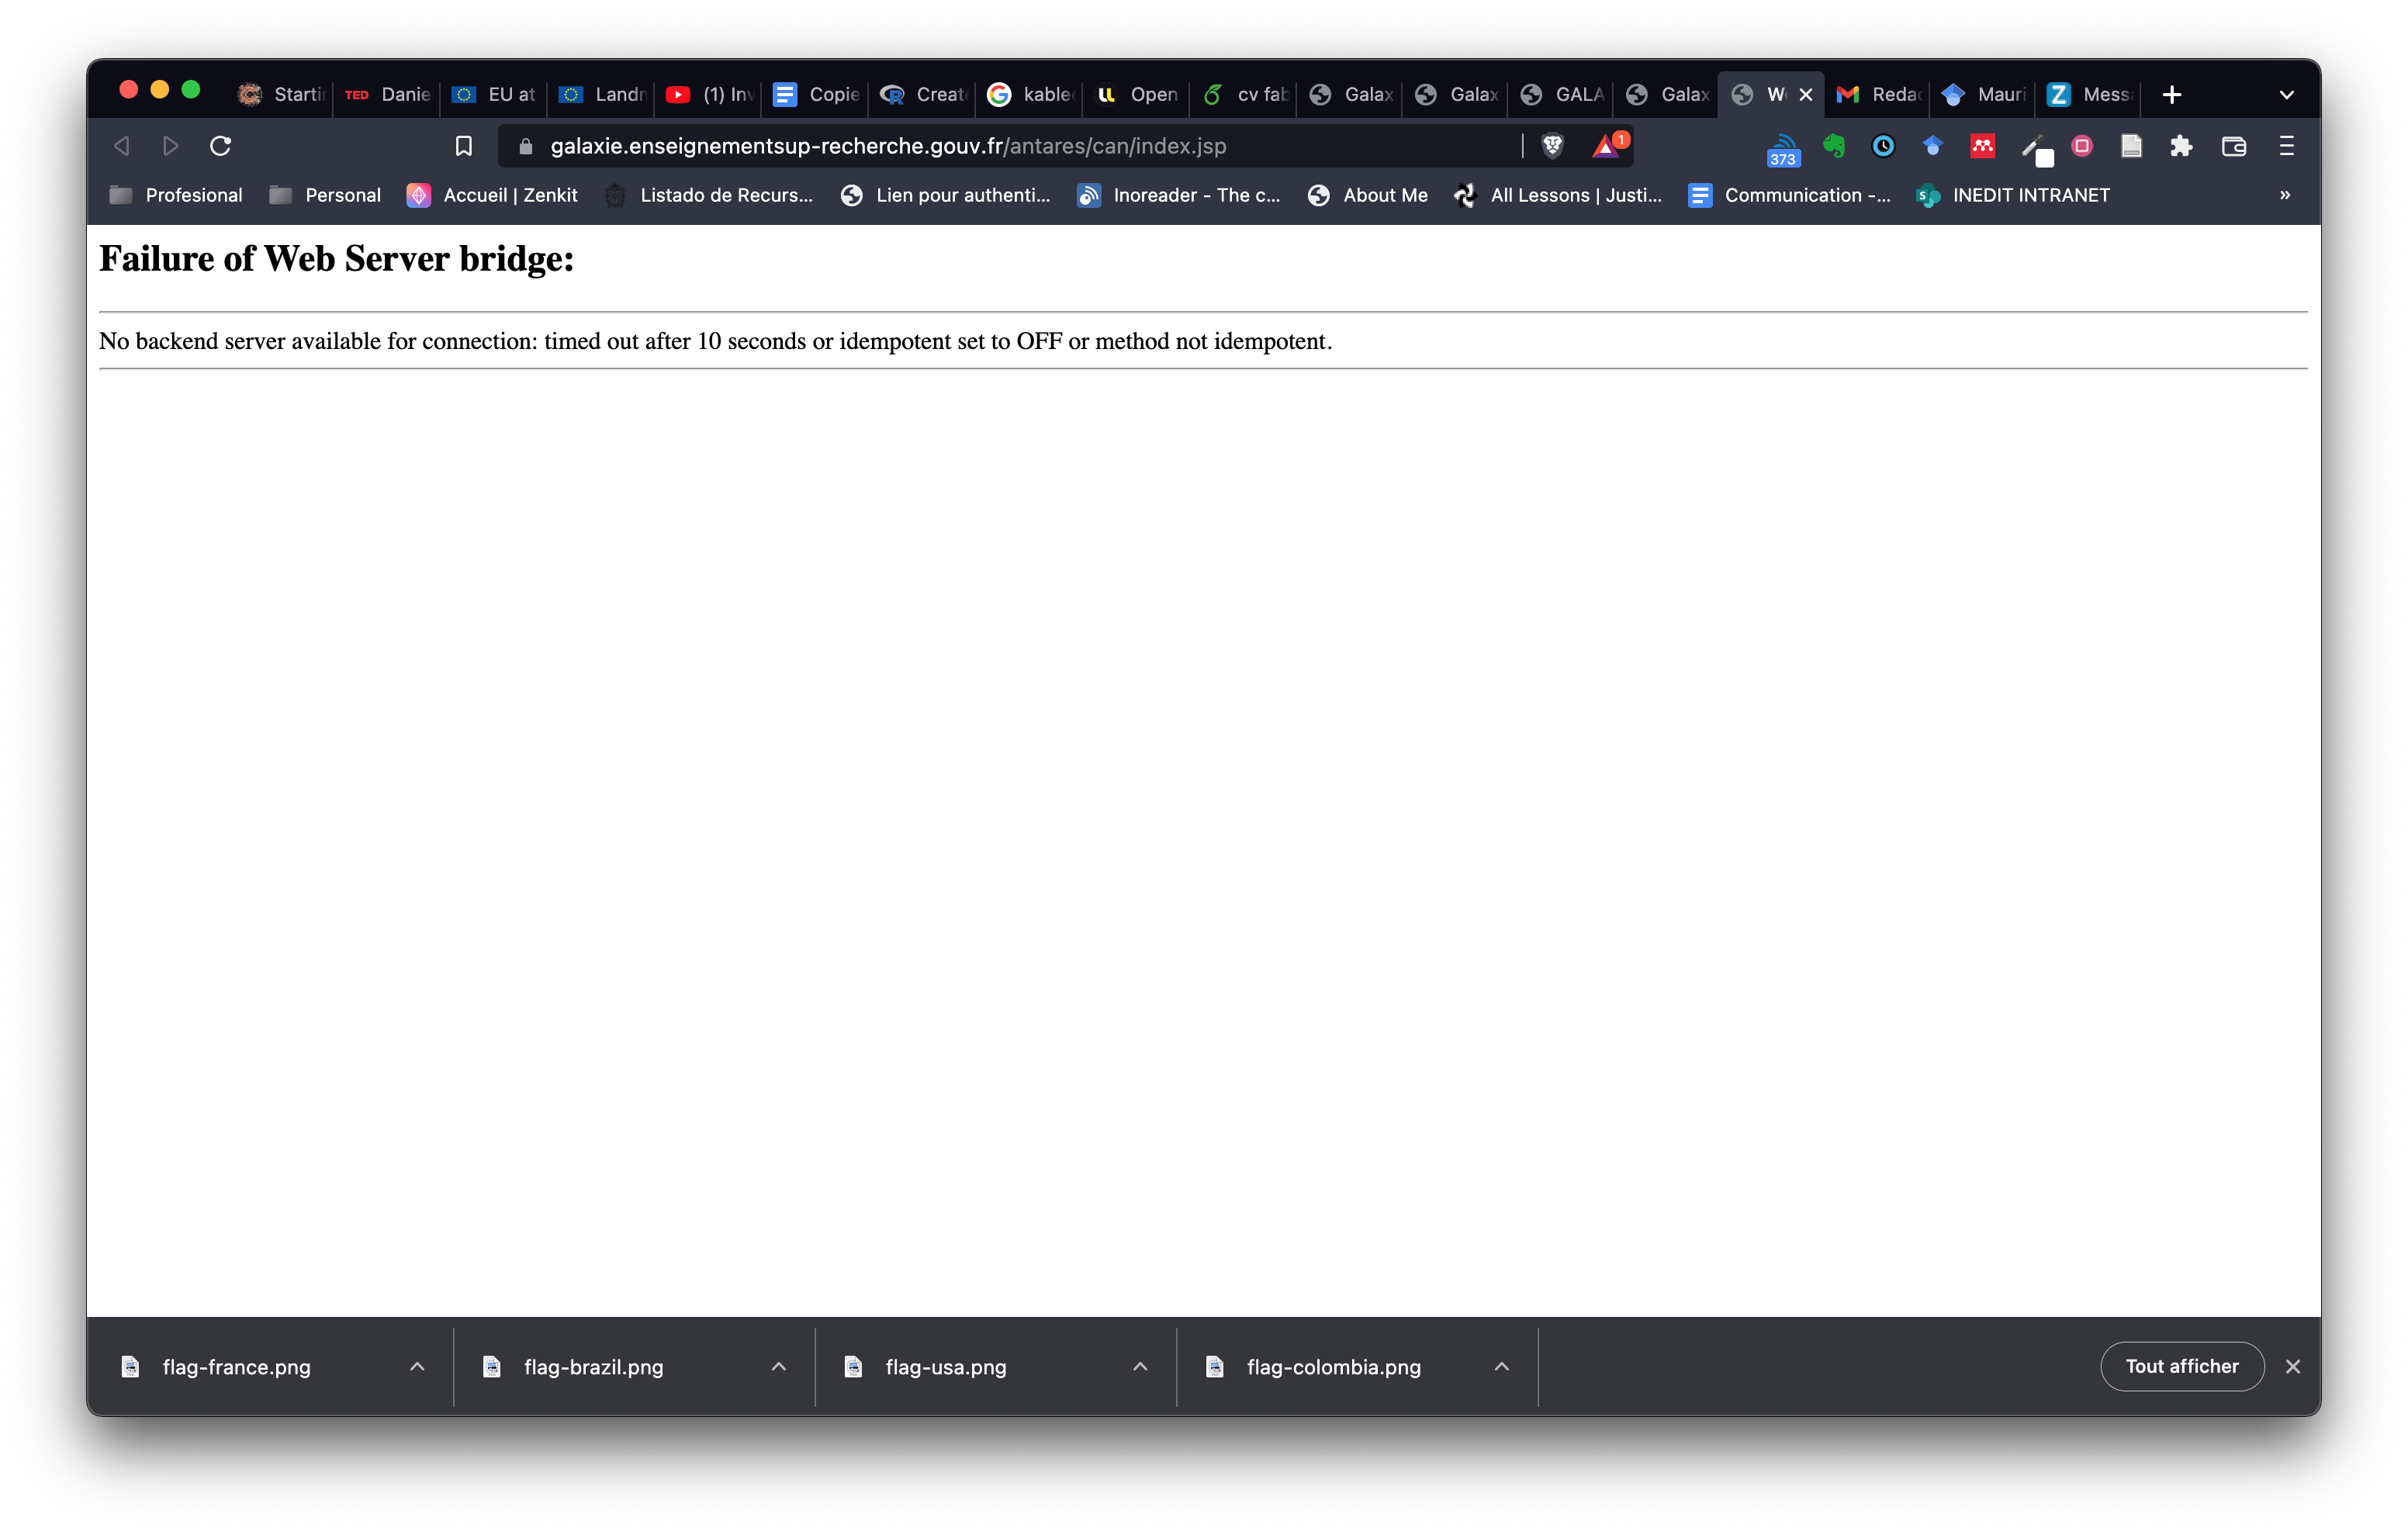 Starti
TED Danie
EU at
Landr
(1) Inv
Copie
Create
kable
Open
cv fab
Galax
Galax
GALA
Galax
W
Reda
Mauri
Z Mess
galaxie.enseignementsup-recherche.gouv.fr/antares/can/index.jsp
1
373
Profesional
Personal
Accueil | Zenkit
Listado de Recurs...
Lien pour authenti...
Inoreader - The c...
About Me
All Lessons | Justi...
Communication -...
INEDIT INTRANET
»
Failure of Web Server bridge:
No backend server available for connection: timed out after 10 seconds or idempotent set to OFF or method not idempotent.
flag-france.png
flag-brazil.png
flag-usa.png
flag-colombia.png
Tout afficher